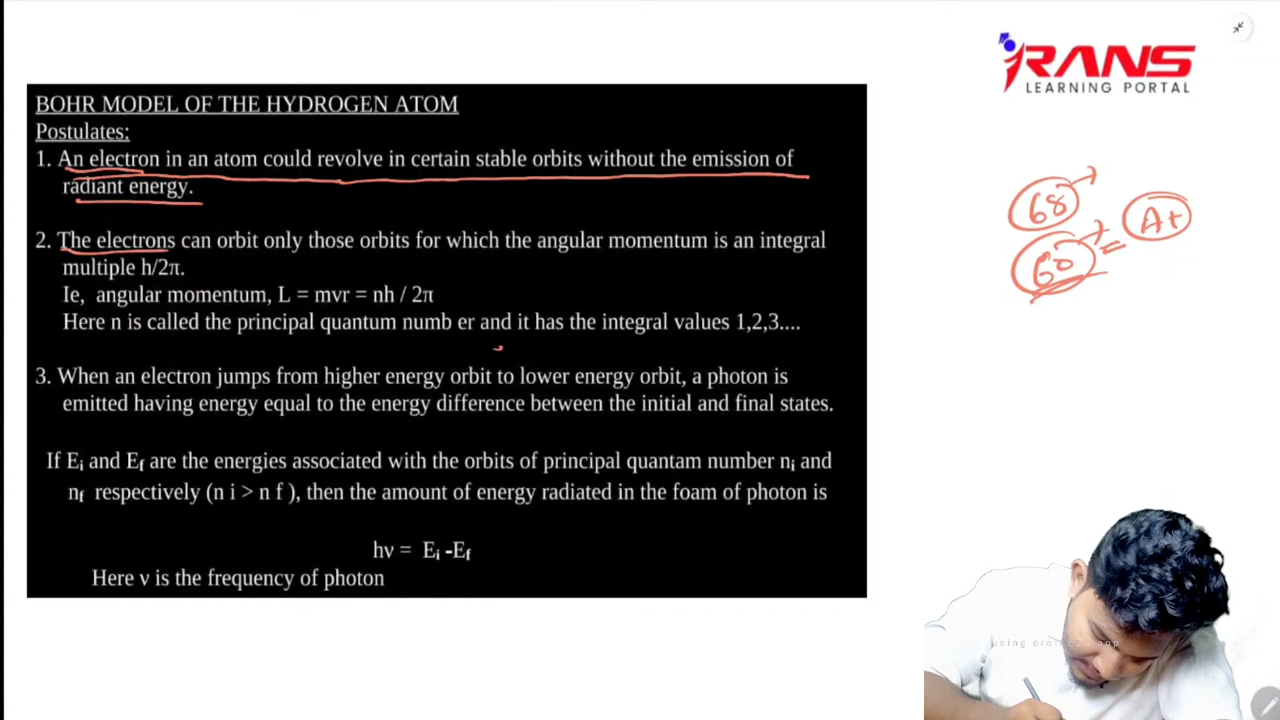 RANS
LEARNING PORTAL
BOHR MODEL OF THE HYDROGEN ATOM
Postulates:
1. An electron in an atom could revolve in certain stable orbits without the emission of
radiant energy.
2. The electrons can orbit only those orbits for which the angular momentum is an integral
multiple h/2π.
Ie, angular momentum, L = mvr = nh / 2π
Here n is called the principal quantum numb er and it has the integral values 1,2,3....
3. When an electron jumps from higher energy orbit to lower energy orbit, a photon is
emitted having energy equal to the energy difference between the initial and final states.
If Ei and Ef are the energies associated with the orbits of principal quantam number ni and
nf respectively (n i > n f ), then the amount of energy radiated in the foam of photon is
hν = Ei -Ef
Here ν is the frequency of photon
68
60 = A+